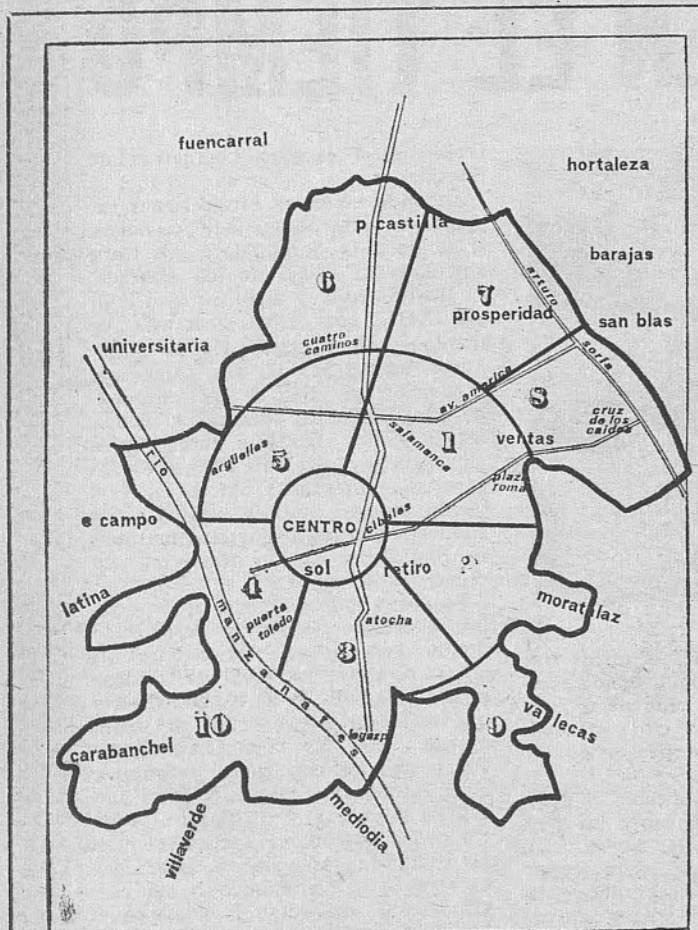 fuencarral
hortaleza
p castilla
barajas
6
7
arturo
prosperidad
san blas
soria
universitaria
cuatro
caminos
av. america
8
cruz
de los
caidos
salamanca
1
ventas
argüelles
5
plaza
roma
rio
CENTRO
cibeles
e campo
sol
retiro
4
latina
puerta
toledo
moratalaz
atocha
3
manzanares
9
vallecas
10
carabanchel
legazpi
mediodia
villaverde